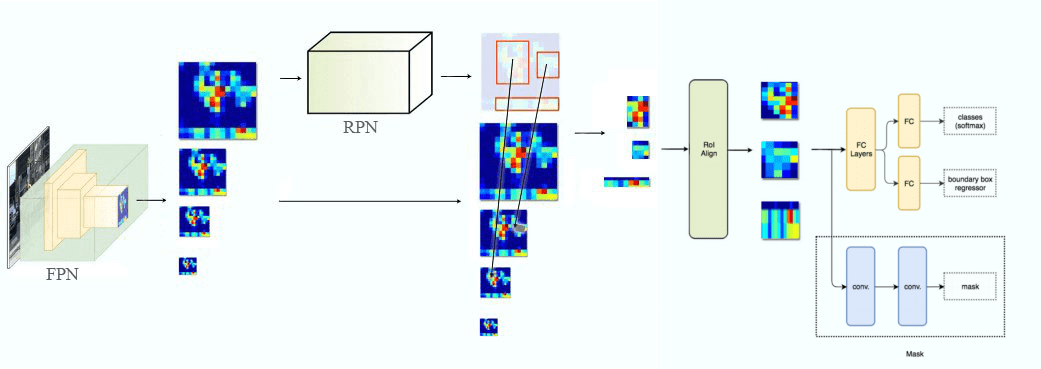 FPN
RPN
RoI
Align
FC
Layers
FC
classes
(softmax)
FC
boundary box
regressor
conv.
conv.
mask
Mask